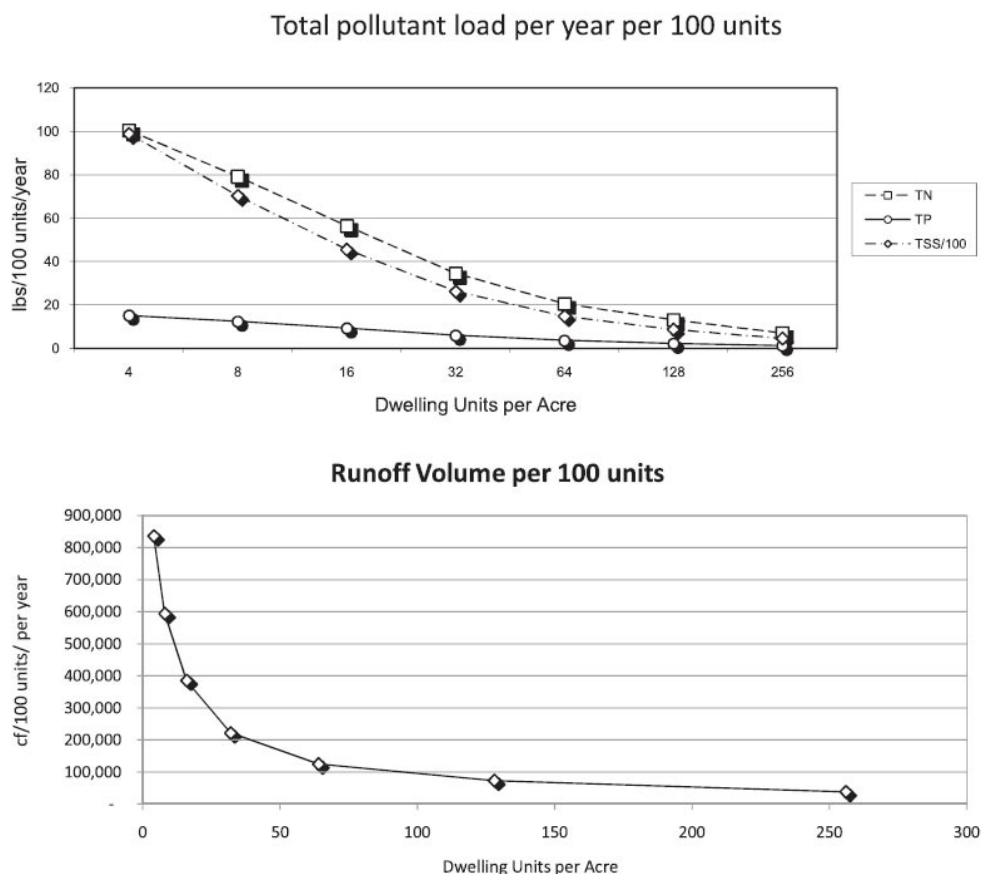 Total pollutant load per year per 100 units
120
100
80
60
40
20
0
lbs/100 units/year
4 8 16 32 64 128 256
Dwelling Units per Acre
TN
TP
TSS/100
Runoff Volume per 100 units
900,000
800,000
700,000
600,000
500,000
400,000
300,000
200,000
100,000
-
cf/100 units/ per year
0 50 100 150 200 250 300
Dwelling Units per Acre